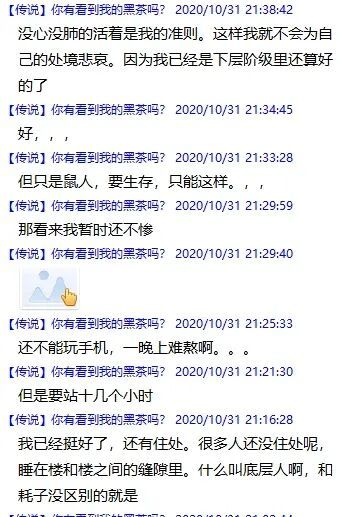 【传说】你有看到我的黑茶吗? 2020/10/31 21:38:42
没心没肺的活着是我的准则。这样我就不会为自
己的处境悲哀。因为我已经是下层阶级里还算好
的了
【传说】你有看到我的黑茶吗? 2020/10/31 21:34:45
好，，，
【传说】你有看到我的黑茶吗? 2020/10/31 21:33:28
但只是鼠人，要生存，只能这样。，，
【传说】你有看到我的黑茶吗? 2020/10/31 21:29:59
那看来我暂时还不惨
【传说】你有看到我的黑茶吗? 2020/10/31 21:29:40
【传说】你有看到我的黑茶吗? 2020/10/31 21:25:33
还不能玩手机，一晚上难熬啊。。。
【传说】你有看到我的黑茶吗? 2020/10/31 21:21:30
但是要站十几个小时
【传说】你有看到我的黑茶吗? 2020/10/31 21:16:28
我已经挺好了，还有住处。很多人还没住处呢，
睡在楼和楼之间的缝隙里。什么叫底层人啊，和
耗子没区别的就是